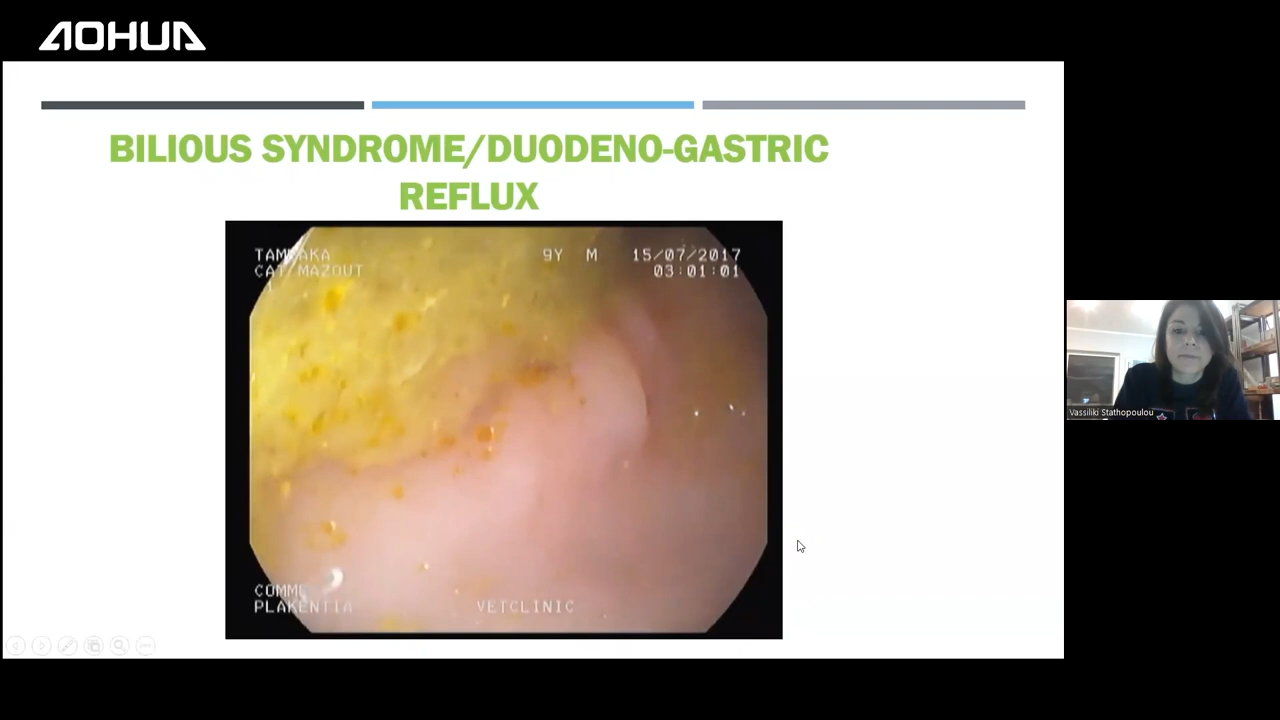 AOHUA
BILIOUS SYNDROME/DUODENO-GASTRIC
REFLUX
9Y M 15/07/2017
CAT/MAZOUT 03:01:01
1
PLAKENTIA VETCLINIC
Vassiliki Stathopoulou